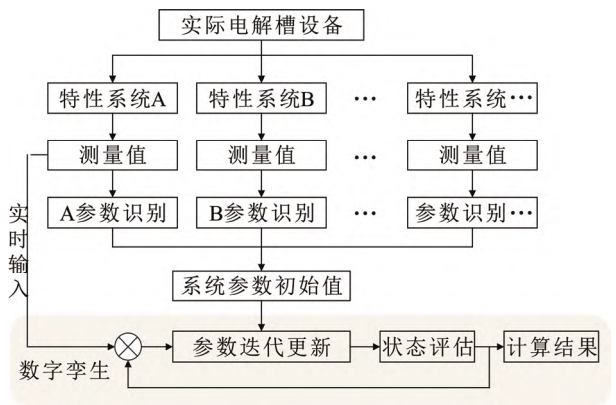 实际电解槽设备
特性系统A
特性系统B
…
特性系统…
测量值
测量值
…
测量值
A参数识别
B参数识别
…
参数识别…
实时输入
系统参数初始值
参数迭代更新
状态评估
计算结果
数字孪生